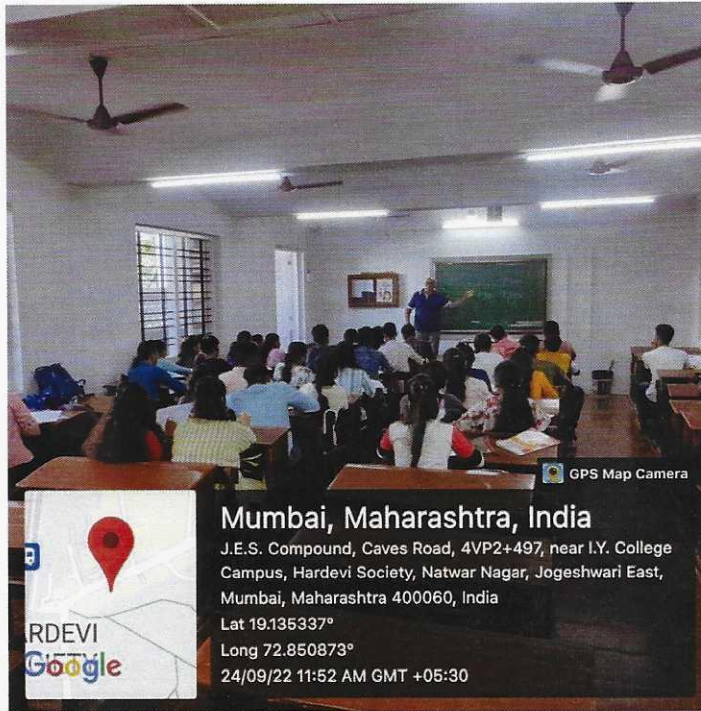 GPS Map Camera
Mumbai, Maharashtra, India
J.E.S. Compound, Caves Road, 4VP2+497, near I.Y. College
Campus, Hardevi Society, Natwar Nagar, Jogeshwari East,
Mumbai, Maharashtra 400060, India
Lat 19.135337°
Long 72.850873°
24/09/22 11:52 AM GMT +05:30
ARDEVI
Google